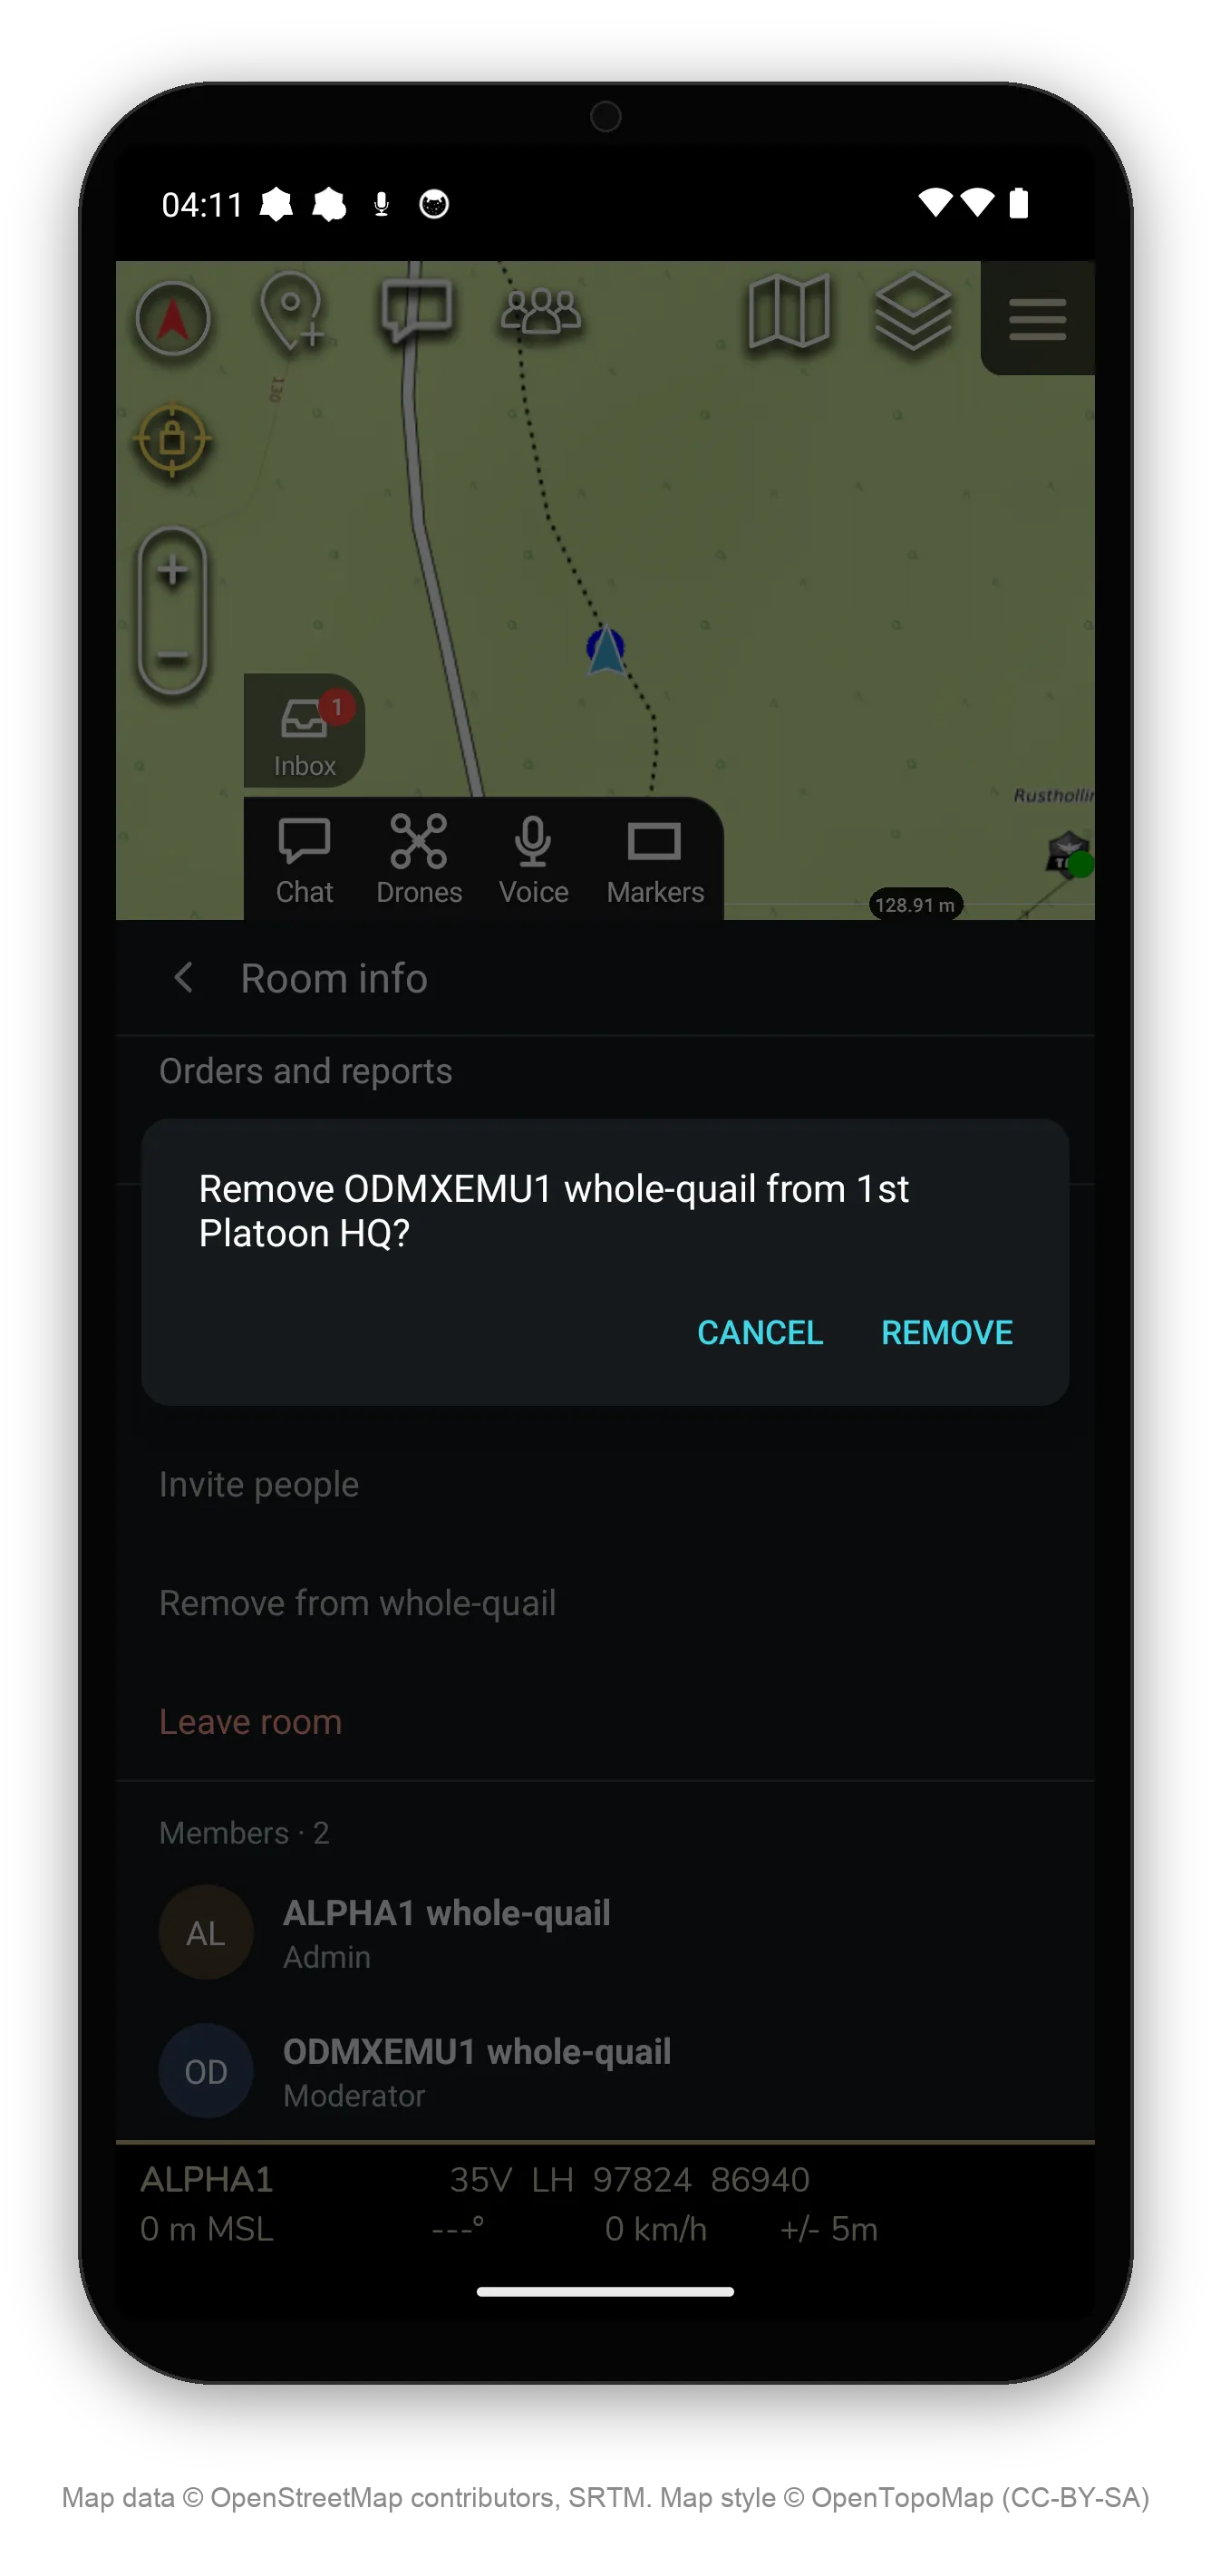 04:11
130
1
Inbox
Rusthollin
Chat
Drones
Voice
Markers
128.91 m
Room info
Orders and reports
Remove ODMXEMU1 whole-quail from 1st
Platoon HQ?
CANCEL
REMOVE
Invite people
Remove from whole-quail
Leave room
Members · 2
AL
ALPHA1 whole-quail
Admin
OD
ODMXEMU1 whole-quail
Moderator
ALPHA1
35V LH 97824 86940
0 m MSL
---°
0 km/h
+/- 5m
Map data © OpenStreetMap contributors, SRTM. Map style © OpenTopoMap (CC-BY-SA)